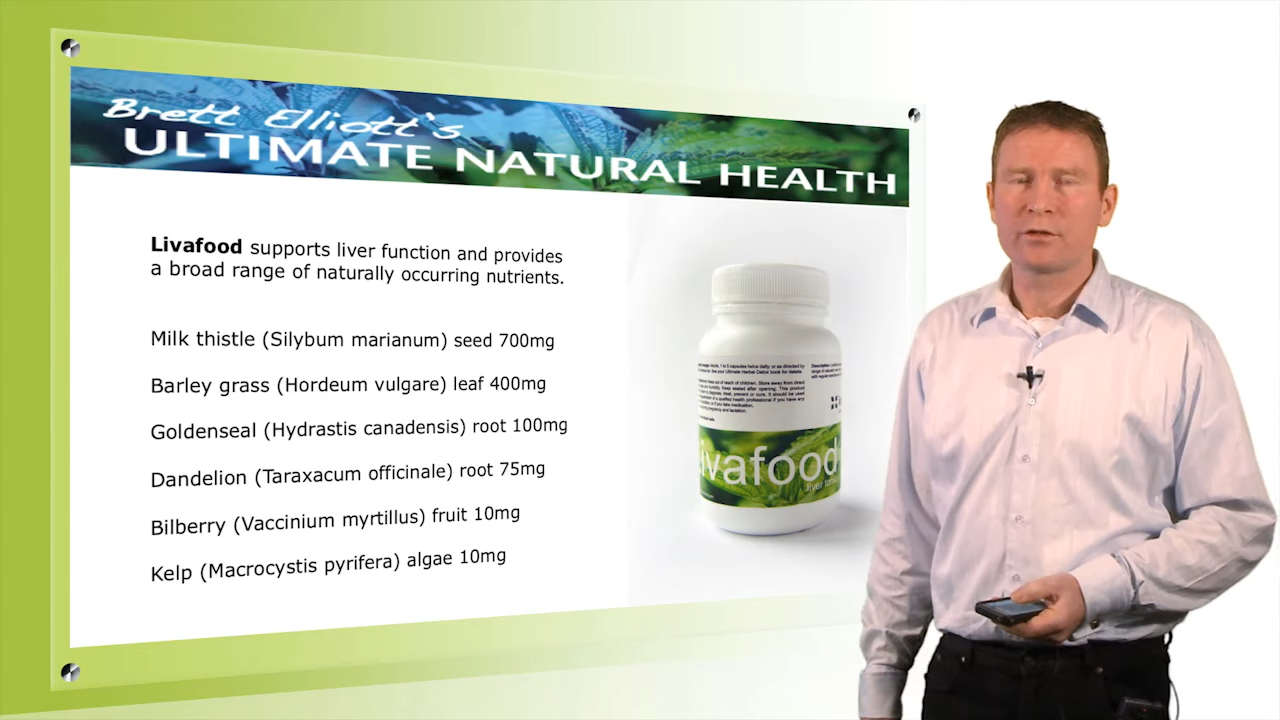 Brett Elliott's
ULTIMATE NATURAL HEALTH
Livafood supports liver function and provides
a broad range of naturally occurring nutrients.
Milk thistle (Silybum marianum) seed 700mg
Barley grass (Hordeum vulgare) leaf 400mg
Goldenseal (Hydrastis canadensis) root 100mg
Dandelion (Taraxacum officinale) root 75mg
Bilberry (Vaccinium myrtillus) fruit 10mg
Kelp (Macrocystis pyrifera) algae 10mg
ivafood
liver